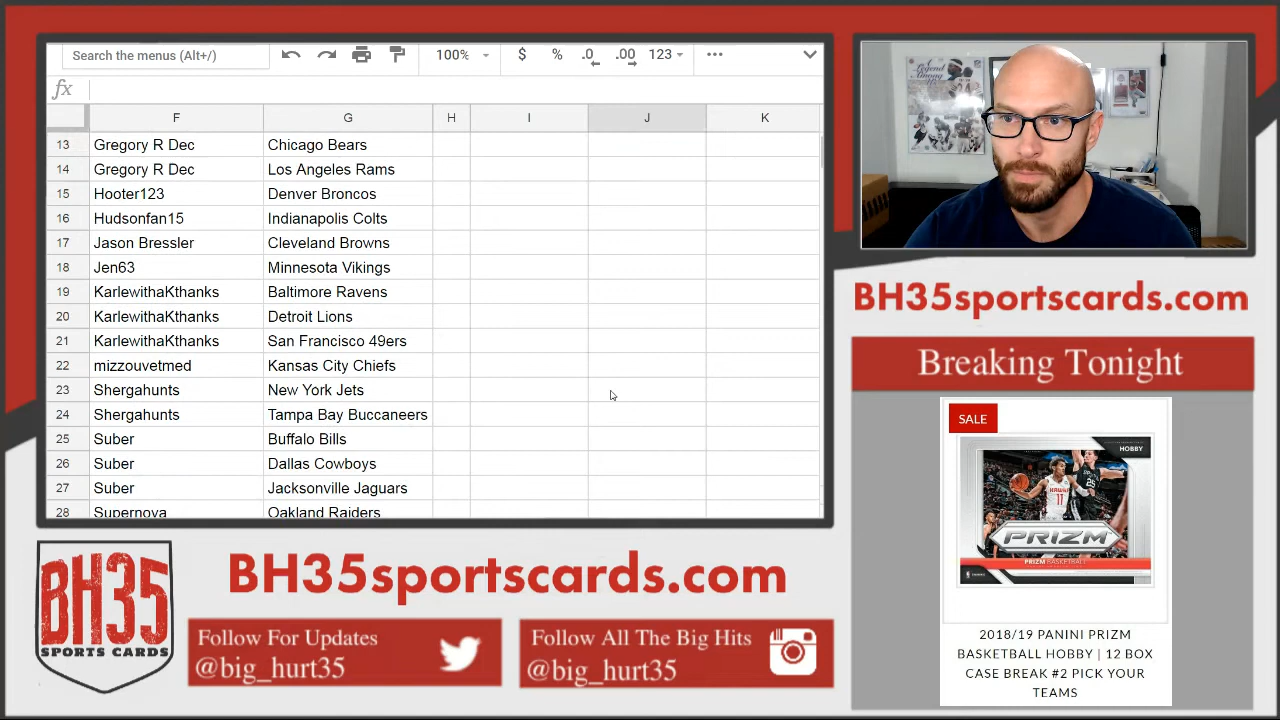 Search the menus (Alt+/)
100%
$ % .0 .00 123
fx
F G H I J K
13 Gregory R Dec Chicago Bears
14 Gregory R Dec Los Angeles Rams
15 Hooter123 Denver Broncos
16 Hudsonfan15 Indianapolis Colts
17 Jason Bressler Cleveland Browns
18 Jen63 Minnesota Vikings
19 KarlewithaKthanks Baltimore Ravens
20 KarlewithaKthanks Detroit Lions
21 KarlewithaKthanks San Francisco 49ers
22 mizzouvetmed Kansas City Chiefs
23 Shergahunts New York Jets
24 Shergahunts Tampa Bay Buccaneers
25 Suber Buffalo Bills
26 Suber Dallas Cowboys
27 Suber Jacksonville Jaguars
28 Supernova Oakland Raiders
BH35sportscards.com
Breaking Tonight
SALE
HOBBY
PRIZM
PRIZM BASKETBALL
2018/19 PANINI PRIZM
BASKETBALL HOBBY | 12 BOX
CASE BREAK #2 PICK YOUR
TEAMS
BH35
SPORTS CARDS
BH35sportscards.com
Follow For Updates
@big_hurt35
Follow All The Big Hits
@big_hurt35